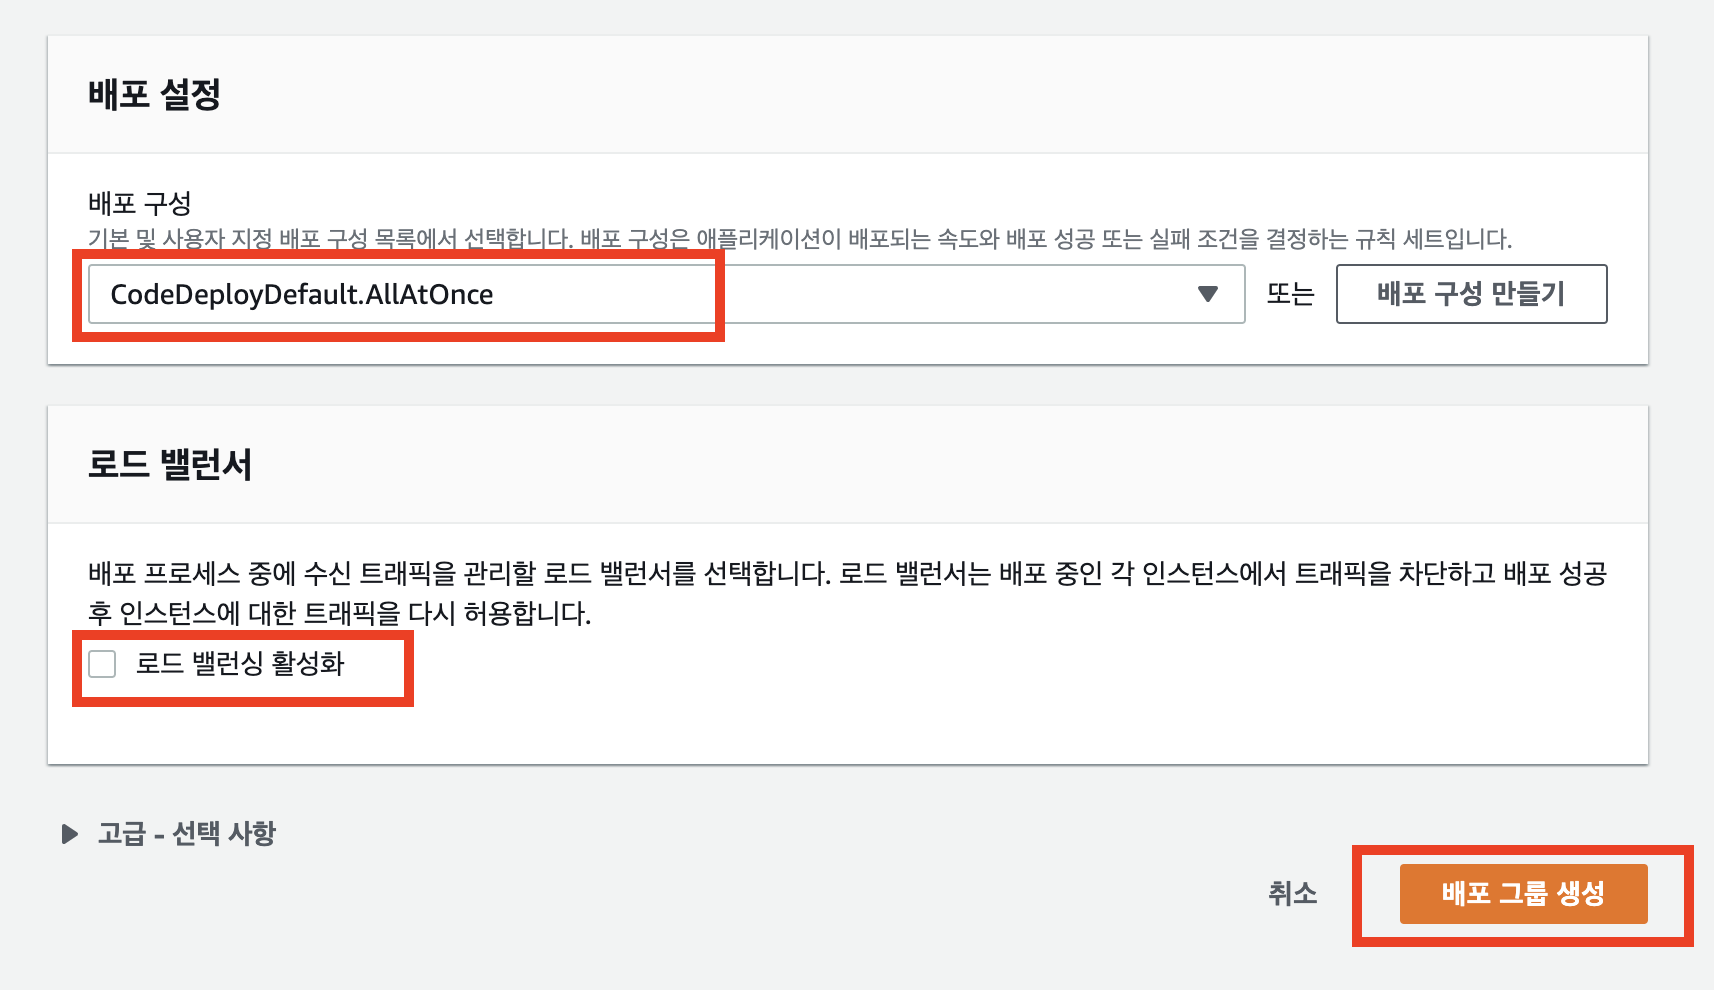 배포 설정
배포 구성
기본 및 사용자 지정 배포 구성 목록에서 선택합니다. 배포 구성은 애플리케이션이 배포되는 속도와 배포 성공 또는 실패 조건을 결정하는 규칙 세트입니다.
CodeDeployDefault.AllAtOnce
또는
배포 구성 만들기
로드 밸런서
배포 프로세스 중에 수신 트래픽을 관리할 로드 밸런서를 선택합니다. 로드 밸런서는 배포 중인 각 인스턴스에서 트래픽을 차단하고 배포 성공
후 인스턴스에 대한 트래픽을 다시 허용합니다.
로드 밸런싱 활성화
고급 - 선택 사항
취소
배포 그룹 생성